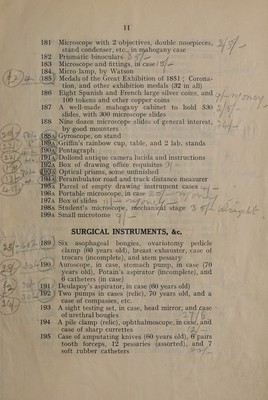 11
181 Microscope with 2 objectives, double nosepieces,
stand condenser, etc., in mahogany case
182 Prismatic binoculars
183 Microscope and fittings, in case
184 Micro lamp, by Watson
185 Medals of the Great Exhibition of 1851; Corona-
tion, and other exhibition medals (32 in all)
186 Eight Spanish and French large silver coins, and
100 tokens and other copper coins
187 A well-made mahogany cabinet to hold 830
slides, with 300 microscope slides
188 Nine dozen microscope slides of general interest,
by good mounters
188A Gyroscope, on stand
189A Griffin's rainbow cup, table, and 2 lab. stands
190A Pentagraph
191A Dollond antique camera lucida and instructions
192A Box of drawing office requisites
193A Optical prisms, some unfinished
194A Perambulator road and track distance measurer
195A Parcel of empty drawing instrument cases
196A Portable microscope, in case
197A Box of slides
198A Student's microscope, mechanical stage
199A Small microtome
SURGICAL INSTRUMENTS, &c.
189 Six asophageal bougies, ovariotomy pedicle
clamp (60 years old), breast exhauster, case of
trocars (incomplete), and stem pessary
190 Auroscope, in case, stomach pump, in case (70
years old), Potain's aspirator (incomplete), and
6 catheters (in case)
191 Deulapoy's aspirator, in case (60 years old)
192 Two pumps in cases (relic), 70 years old, and a
case of compasses, etc.
193 A sight testing set, in case, head mirror, and case
of urethral bougies
194 A pile clamp (relic), ophthalmoscope, in case, and
case of sharp currettes
195 Case of amputating knives (60 years old), 6 pairs
tooth forceps, 12 pessaries (assorted), and 7
soft rubber catheters